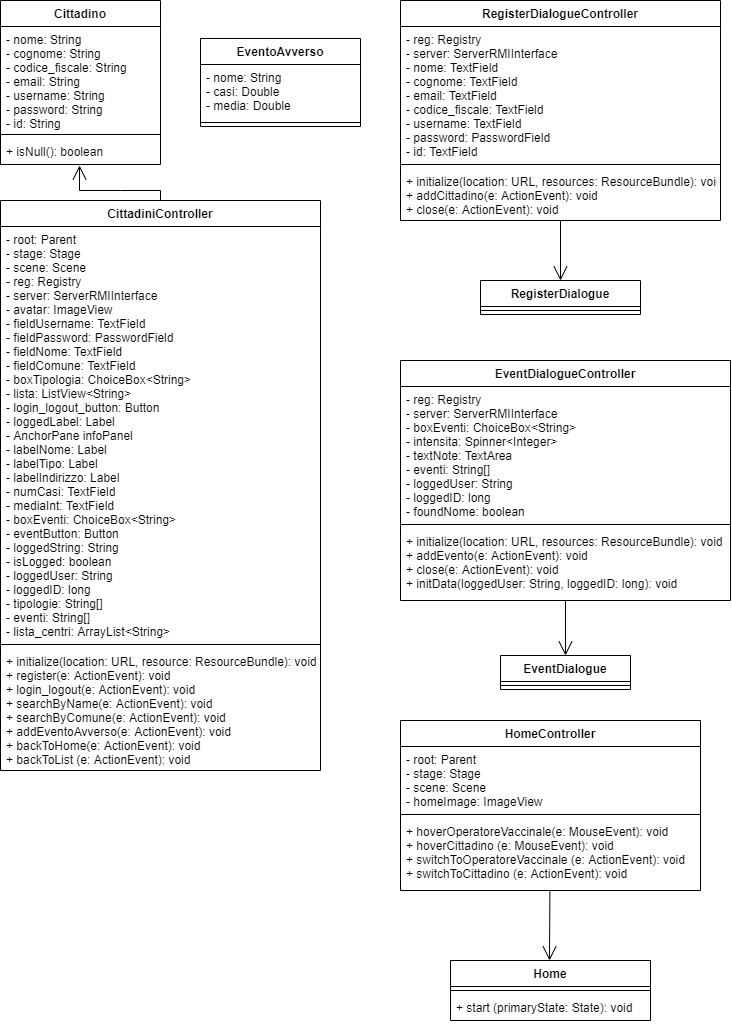 Cittadino
- nome: String
- cognome: String
- codice_fiscale: String
- email: String
- username: String
- password: String
- id: String
+ isNull(): boolean
EventoAvverso
- nome: String
- casi: Double
- media: Double
CittadiniController
- root: Parent
- stage: Stage
- scene: Scene
- reg: Registry
- server: ServerRMIInterface
- avatar: ImageView
- fieldUsername: TextField
- fieldPassword: PasswordField
- fieldNome: TextField
- fieldComune: TextField
- boxTipologia: ChoiceBox<String>
- lista: ListView<String>
- login_logout_button: Button
- loggedLabel: Label
- AnchorPane infoPanel
- labelNome: Label
- labelTipo: Label
- labelIndirizzo: Label
- numCasi: TextField
- mediaInt: TextField
- boxEventi: ChoiceBox<String>
- eventButton: Button
- loggedString: String
- isLogged: boolean
- loggedUser: String
- loggedID: long
- tipologie: String[]
- eventi: String[]
- lista_centri: ArrayList<String>
+ initialize(location: URL, resource: ResourceBundle): void
+ register(e: ActionEvent): void
+ login_logout(e: ActionEvent): void
+ searchByName(e: ActionEvent): void
+ searchByComune(e: ActionEvent): void
+ addEventoAvverso(e: ActionEvent): void
+ backToHome(e: ActionEvent): void
+ backToList (e: ActionEvent): void
RegisterDialogueController
- reg: Registry
- server: ServerRMIInterface
- nome: TextField
- cognome: TextField
- email: TextField
- codice_fiscale: TextField
- username: TextField
- password: PasswordField
- id: TextField
+ initialize(location: URL, resources: ResourceBundle): voi
+ addCittadino(e: ActionEvent): void
+ close(e: ActionEvent): void
RegisterDialogue
EventDialogueController
- reg: Registry
- server: ServerRMIInterface
- boxEventi: ChoiceBox<String>
- intensita: Spinner<Integer>
- textNote: TextArea
- eventi: String[]
- loggedUser: String
- loggedID: long
- foundNome: boolean
+ initialize(location: URL, resources: ResourceBundle): void
+ addEvento(e: ActionEvent): void
+ close(e: ActionEvent): void
+ initData(loggedUser: String, loggedID: long): void
EventDialogue
HomeController
- root: Parent
- stage: Stage
- scene: Scene
- homeImage: ImageView
+ hoverOperatoreVaccinale(e: MouseEvent): void
+ hoverCittadino (e: MouseEvent): void
+ switchToOperatoreVaccinale (e: ActionEvent): void
+ switchToCittadino (e: ActionEvent): void
Home
+ start (primaryState: State): void